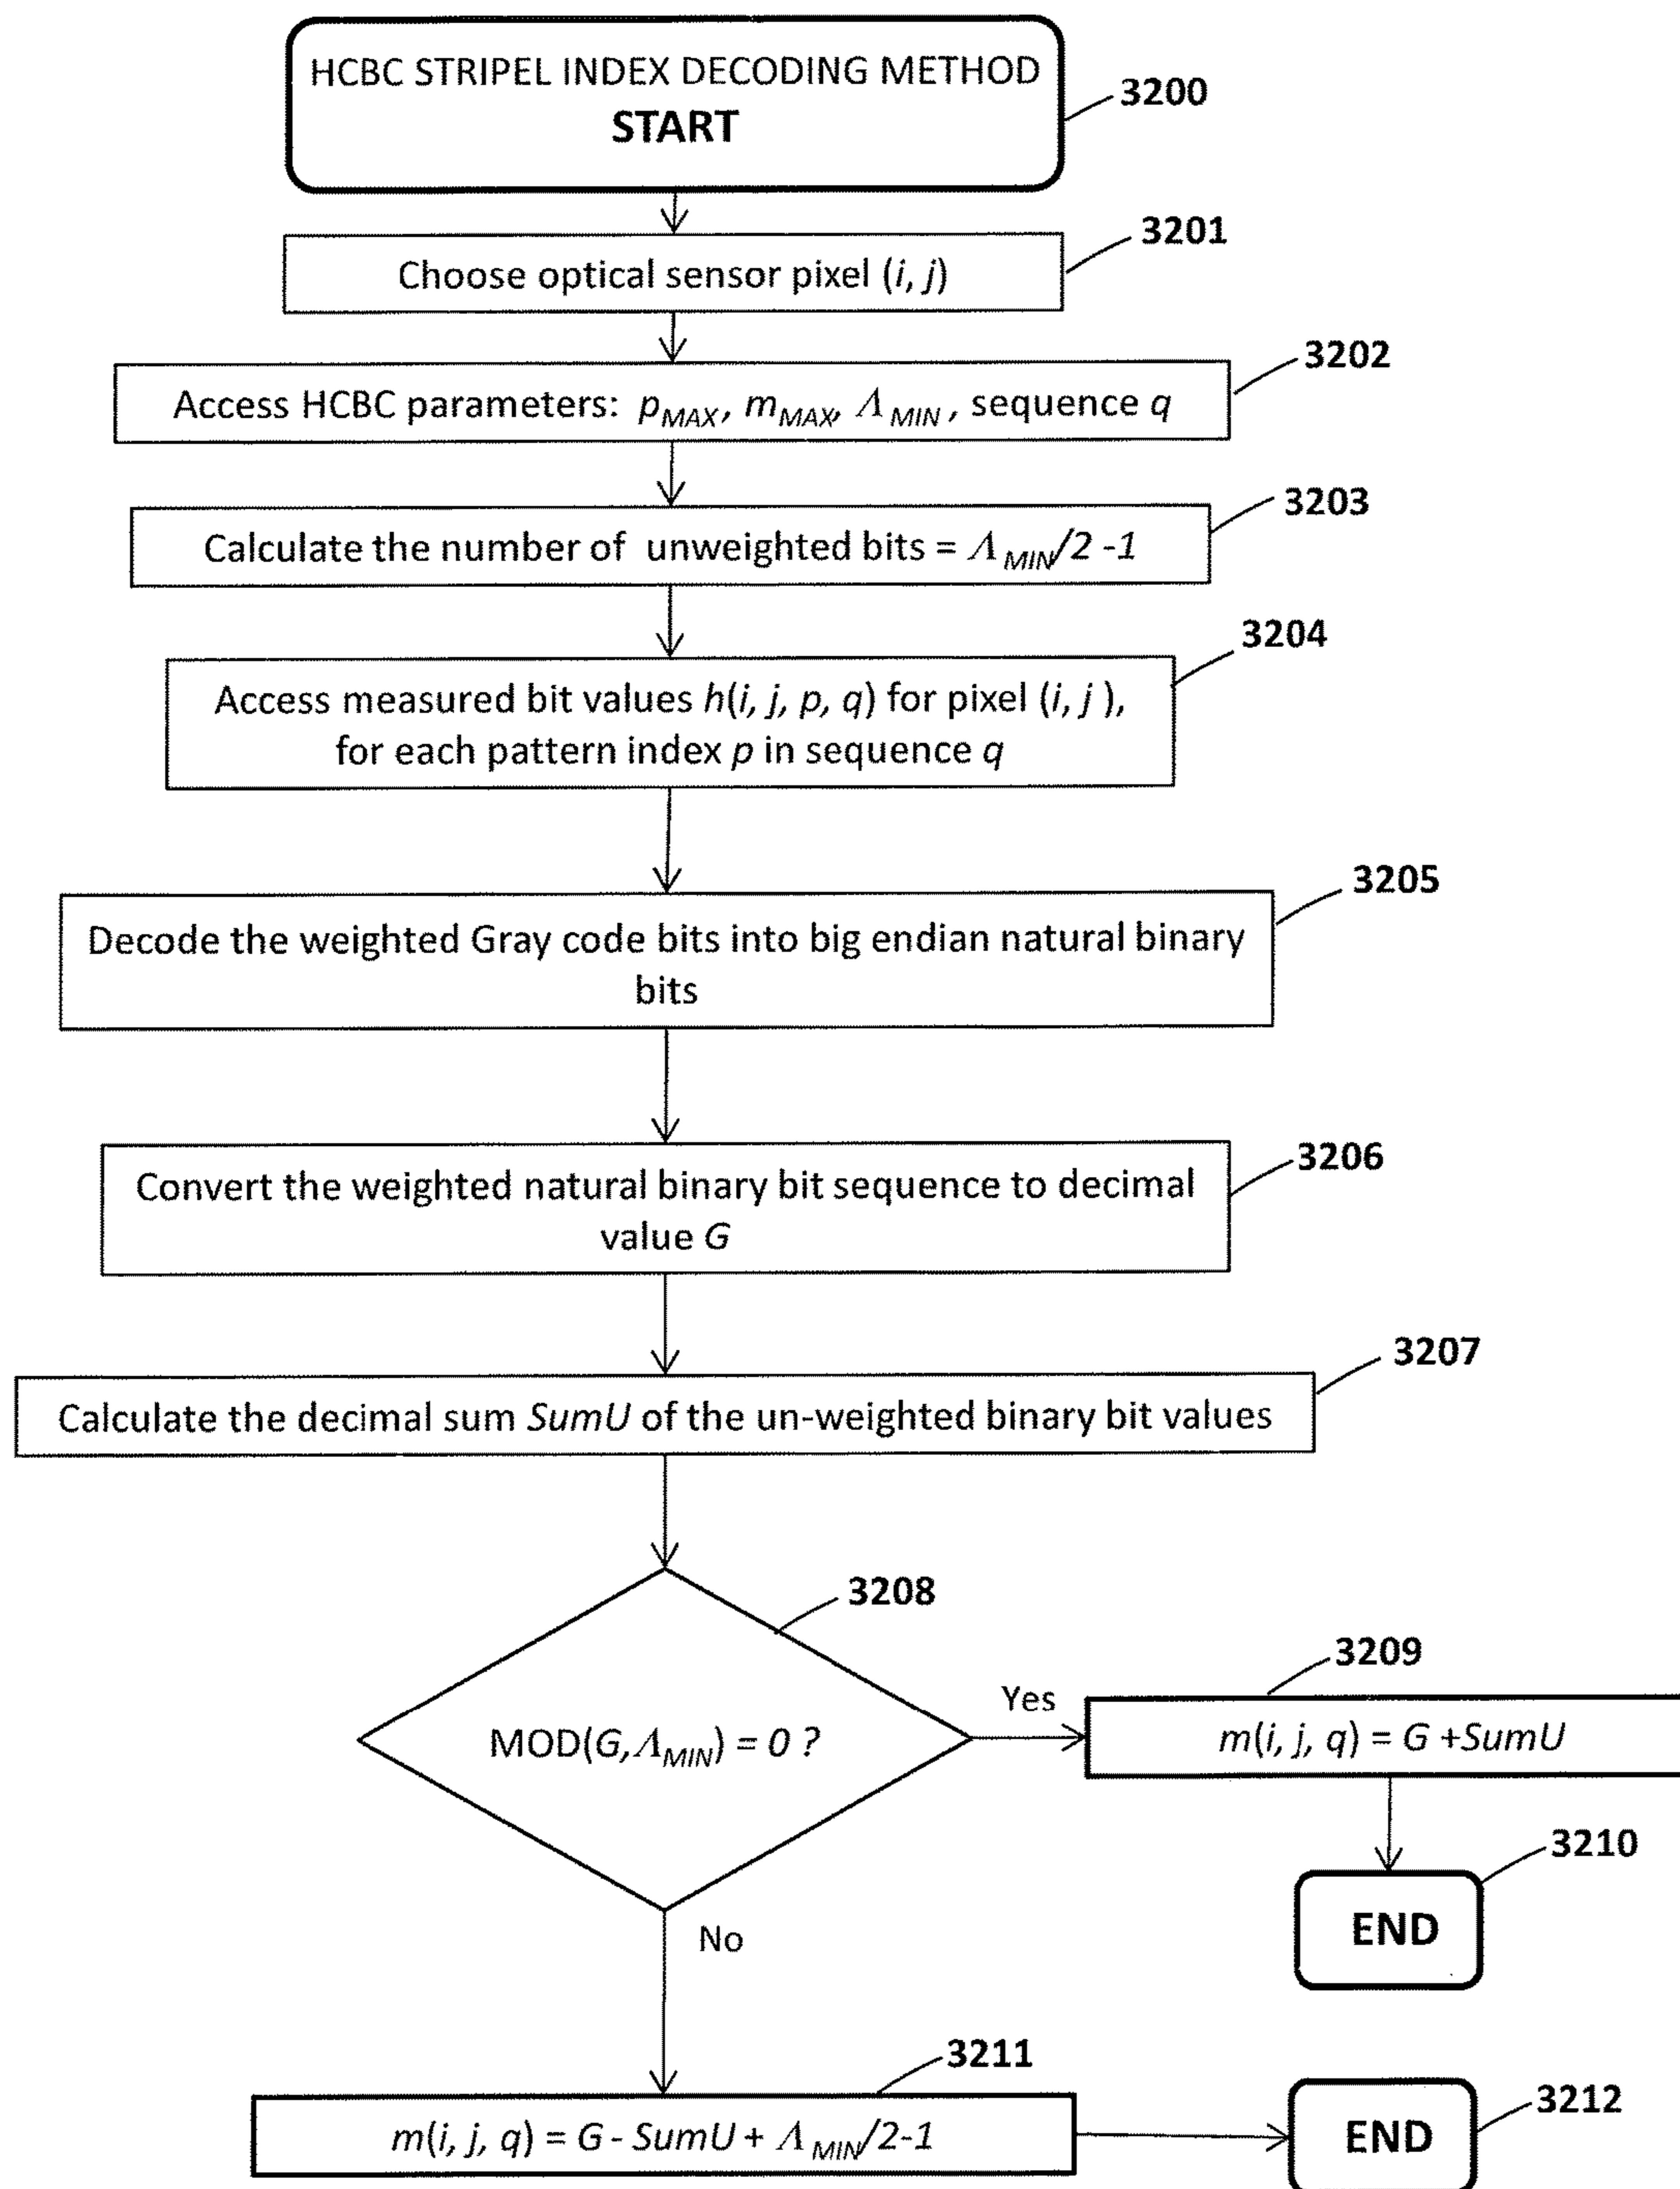 HCBC STRIPEL INDEX DECODING METHOD
START
3200
3201
Choose optical sensor pixel (i, j)
3202
Access HCBC parameters: pMAX, mMAX, ΛMIN, sequence q
3203
Calculate the number of unweighted bits = ΛMIN/2 -1
3204
Access measured bit values h(i, j, p, q) for pixel (i, j ),
for each pattern index p in sequence q
3205
Decode the weighted Gray code bits into big endian natural binary
bits
3206
Convert the weighted natural binary bit sequence to decimal
value G
3207
Calculate the decimal sum SumU of the un-weighted binary bit values
3208
MOD(G,ΛMIN) = 0 ?
Yes
3209
m(i, j, q) = G +SumU
3210
END
No
3211
m(i, j, q) = G - SumU + ΛMIN/2-1
3212
END